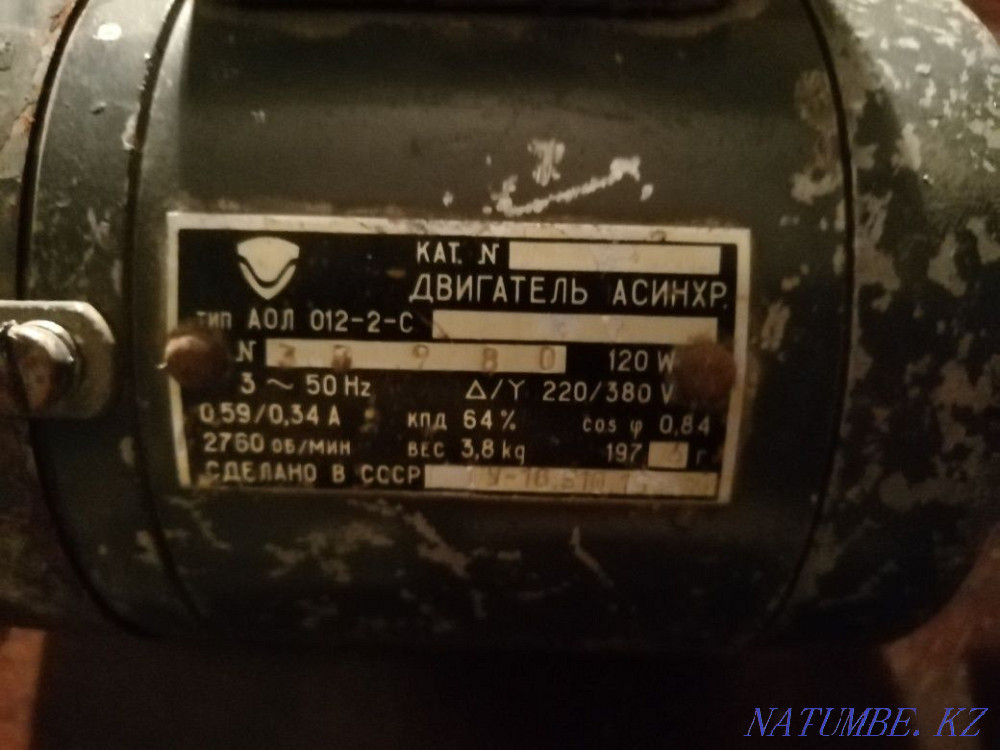 КАТ. N
ДВИГАТЕЛЬ АСИНХР.
ТИП АОЛ 012-2-С
N 120 W
3 ~ 50 Hz Δ/Y 220/380 V
0,59/0,34 А КПД 64% cos φ 0,84
2760 ОБ/МИН ВЕС 3,8 kg 197 г
СДЕЛАНО В СССР
NATUMBE.KZ